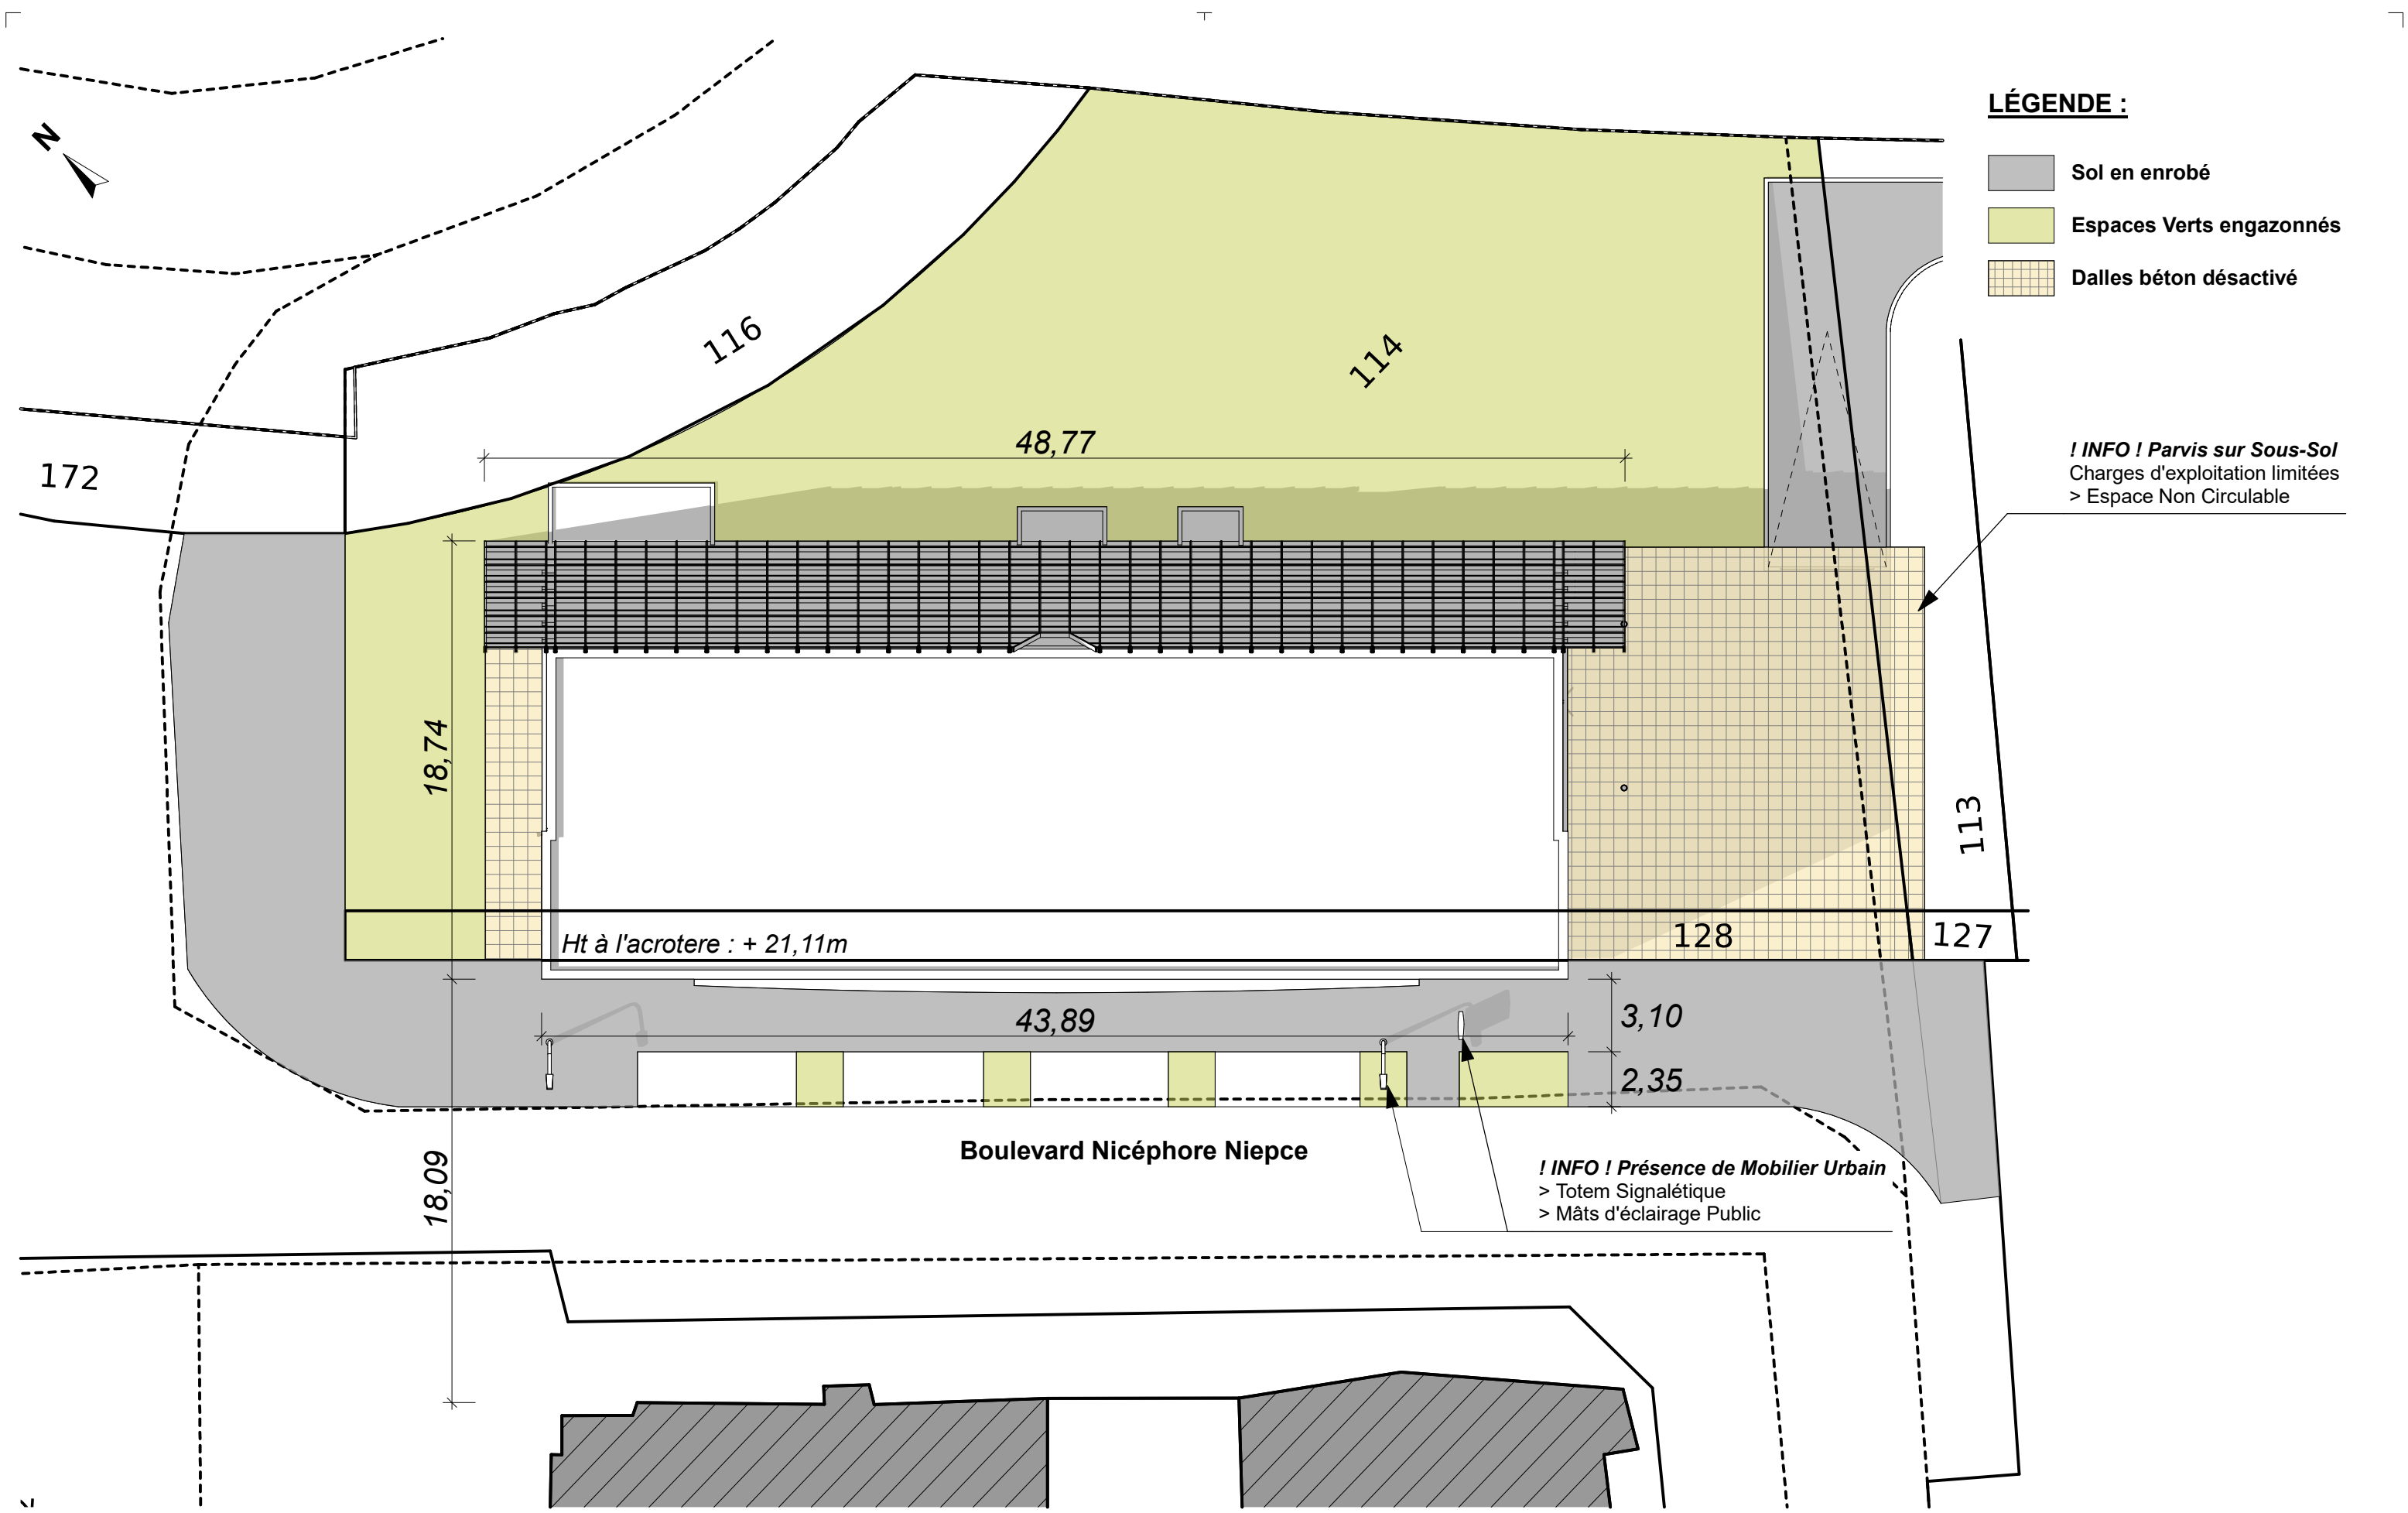 LÉGENDE :
N
Sol en enrobé
Espaces Verts engazonnés
Dalles béton désactivé
116
114
48,77
! INFO ! Parvis sur Sous-Sol
Charges d'exploitation limitées
> Espace Non Circulable
172
18,74
113
128
127
Ht à l'acrotere : + 21,11m
43,89
3,10
2,35
Boulevard Nicéphore Niepce
18,09
! INFO ! Présence de Mobilier Urbain
> Totem Signalétique
> Mâts d'éclairage Public